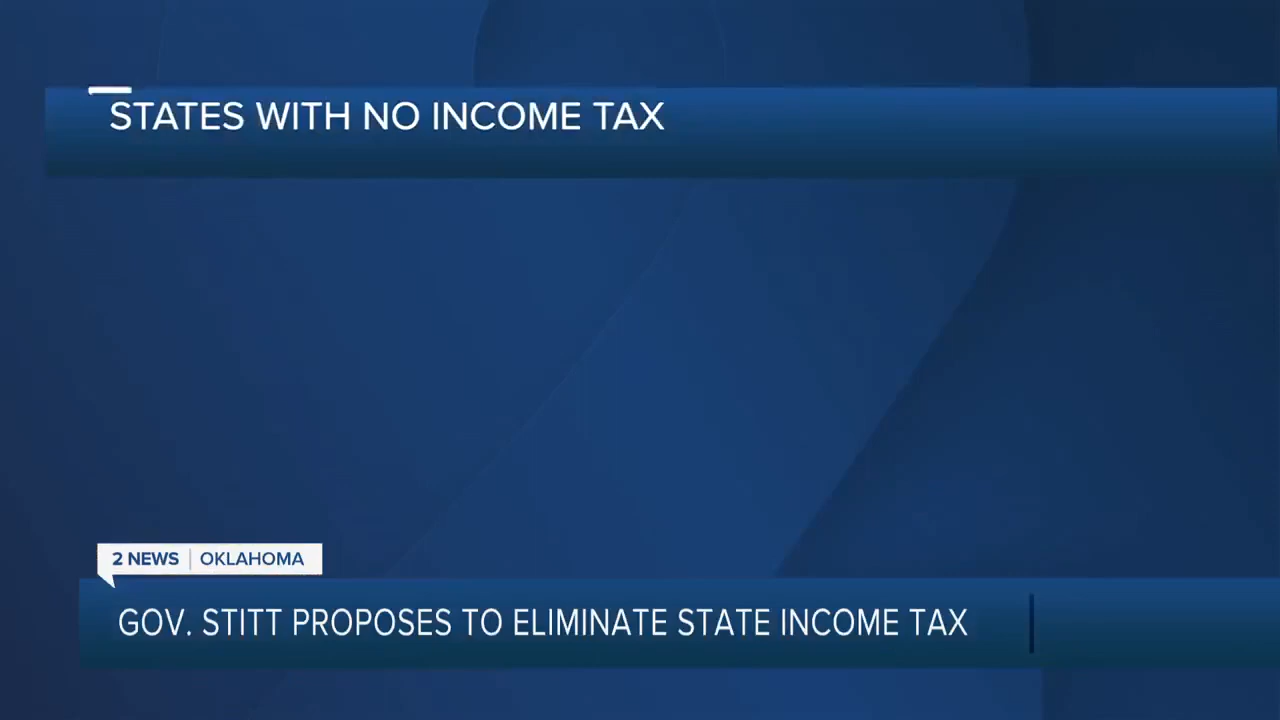 STATES WITH NO INCOME TAX
2 NEWS | OKLAHOMA
GOV. STITT PROPOSES TO ELIMINATE STATE INCOME TAX